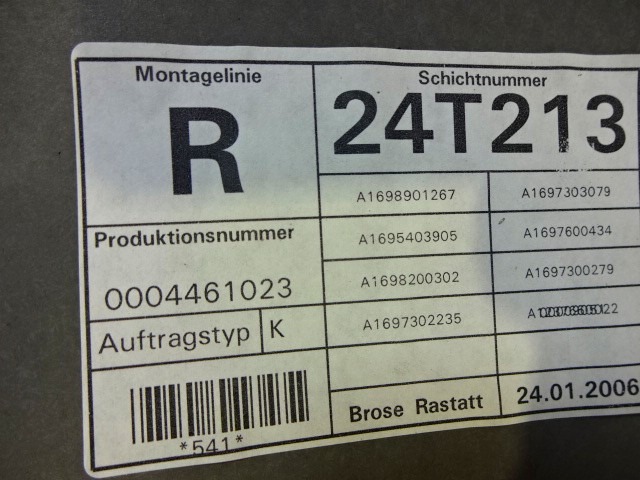 Montagelinie
R
Schichtnummer
24T213
A1698901267
A1697303079
A1695403905
A1697600434
A1698200302
A1697300279
A1697302235
Produktionsnummer
0004461023
Auftragstyp K
*541*
Brose Rastatt
24.01.2006